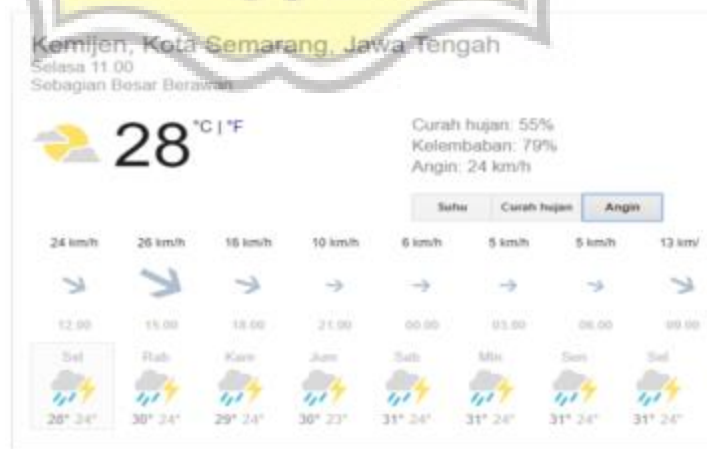 Kemijen, Kota Semarang, Jawa Tengah
Selasa 11.00
Sebagian Besar Berawan
28 °C | °F
Curah hujan: 55%
Kelembaban: 79%
Angin: 24 km/h
Suhu Curah hujan Angin
24 km/h 26 km/h 16 km/h 10 km/h 6 km/h 5 km/h 5 km/h 13 km/
12.00 15.00 18.00 21.00 00.00 03.00 06.00 09.00
Sel Rab Kam Jum Sab Min Sen Sel
28° 24° 30° 24° 29° 24° 30° 23° 31° 24° 31° 24° 31° 24° 31° 24°